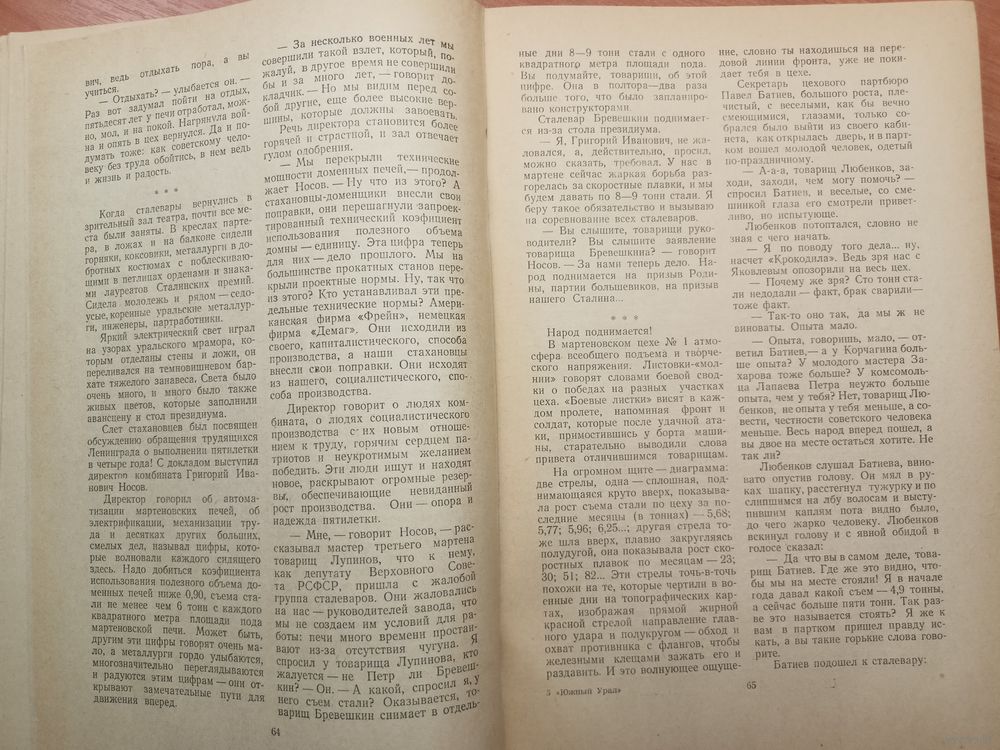 вич, ведь отдыхать пора, а вы
учиться.
— Отдыхать? — улыбается он. —
Раз вот задумал пойти на отдых,
пятьдесят лет у печи отработал, мож-
но, мол, и на покой. Нагрянула вой-
на и опять в цех вернулся. Да и по-
думать тоже: как советскому чело-
веку без труда обойтись, в нем ведь
и жизнь и радость.
* * *
Когда сталевары вернулись в
зрительный зал театра, почти все ме-
ста были заняты. В креслах парте-
ра, в ложах и на балконе сидели
горняки, коксовики, металлурги в до-
бротных костюмах с поблескиваю-
щими в петлицах орденами и знака-
ми лауреатов Сталинских премий.
Сидела молодежь и рядом — седо-
усые, коренные уральские металлур-
ги, инженеры, партработники.
Яркий электрический свет играл
на узорах уральского мрамора, ко-
торым отделаны стены и ложи, он
переливался на темновишневом бар-
хате тяжелого занавеса. Света было
очень много, и много было также
живых цветов, которые заполнили
авансцену и стол президиума.
Слет стахановцев был посвящен
обсуждению обращения трудящихся
Ленинграда о выполнении пятилетки
в четыре года! С докладом выступил
директор комбината Григорий Ива-
нович Носов.
Директор говорил об автома-
тизации мартеновских печей, об
электрификации, механизации тру-
да и десятках других больших,
смелых дел, называл цифры, кото-
рые волновали каждого сидящего
здесь. Надо добиться коэфициента
использования полезного объема до-
менных печей ниже 0,90, съема ста-
ли не менее чем 6 тонн с каждого
квадратного метра площади пода
мартеновской печи. Может быть,
другим эти цифры говорят очень ма-
ло, а металлурги гордо улыбаются,
многозначительно переглядываются
и радуются этим цифрам — они от-
крывают замечательные пути для
движения вперед.
— За несколько военных лет мы
совершили такой взлет, который, по-
жалуй, в другое время не совершили
бы и за много лет, — говорит до-
кладчик. — Но мы видим перед со-
бой другие, еще более высокие вер-
шины, которые должны завоевать.
Речь директора становится более
горячей и страстной, и зал отвечает
гулом одобрения.
— Мы перекрыли технические
мощности доменных печей,— продол-
жает Носов. — Ну что из этого? А
стахановцы-доменщики внесли свои
поправки, они перешагнули запроек-
тированный технический коэфициент
использования полезного объема
домны — единицу. Эта цифра теперь
для них — дело прошлого. Мы на
большинстве прокатных станов пере-
крыли проектные нормы. Ну, так что
из этого? Кто устанавливал эти пре-
дельные технические нормы? Амери-
канская фирма «Фрейн», немецкая
фирма «Демаг». Они исходили из
своего, капиталистического, способа
производства, а наши стахановцы
внесли свои поправки. Они исходят
из нашего, социалистического, спо-
соба производства.
Директор говорит о людях ком-
бината, о людях социалистического
производства с их новым отноше-
нием к труду, горячим сердцем па-
триотов и неукротимым желанием
победить. Эти люди ищут и находят
новое, раскрывают огромные резер-
вы, обеспечивающие невиданный
рост производства. Они — опора и
надежда пятилетки.
— Мне, — говорит Носов, — рас-
сказывал мастер третьего мартена
товарищ Лупинов, что к нему,
как депутату Верховного Сове-
та РСФСР, пришла с жалобой
группа сталеваров. Они жаловались
на нас — руководителей завода, что
мы не создаем им условий для ра-
боты: печи много времени простаи-
вают из-за отсутствия чугуна. Я
спросил у товарища Лупинова, кто
жалуется — не Петр ли Бревеш-
кин? — Он. — А какой, спросил я, у
него съем стали? Оказывается, то-
варищ Бревешкин снимает в отдель-
64
ные дни 8—9 тонн стали с одного
квадратного метра площади пода.
Вы подумайте, товарищи, об этой
цифре. Она в полтора—два раза
больше того, что было запланиро-
вано конструкторами.
Сталевар Бревешкин поднимает-
ся из-за стола президиума.
— Я, Григорий Иванович, не жа-
ловался, а, действительно, просил,
можно сказать, требовал. У нас в
мартене сейчас жаркая борьба раз-
горелась за скоростные плавки, и мы
будем давать по 8—9 тонн стали. Я
беру такое обязательство и вызываю
на соревнование всех сталеваров.
— Вы слышите, товарищи руко-
водители? Вы слышите заявление
товарища Бревешкина? — говорит
Носов. — За нами теперь дело. На-
род поднимается на призыв Роди-
ны, партии большевиков, на призыв
нашего Сталина...
* * *
Народ поднимается!
В мартеновском цехе № 1 атмо-
сфера всеобщего подъема и творче-
ского напряжения. Листовки-«мол-
нии» говорят словами боевой свод-
ки о победах на разных участках
цеха. «Боевые листки» висят в каж-
дом пролете, напоминая фронт и
солдат, которые после удачной ата-
ки, примостившись у борта маши-
ны, старательно выводили слова
привета отличившимся товарищам.
На огромном щите — диаграмма:
две стрелы, одна — сплошная, под-
нимающаяся круто вверх, показыва-
ла рост съема стали по цеху за по-
следние месяцы (в тоннах) — 5,68;
5,77; 5,96; 6,25...; другая стрела то-
же шла вверх, плавно закругляясь
полудугой, она показывала рост ско-
ростных плавок по месяцам — 23;
30; 51; 82... Эти стрелы точь-в-точь
похожи на те, которые чертили в во-
енные дни на топографических кар-
тах, изображая прямой жирной
красной стрелой направление глав-
ного удара и полукругом — обход и
охват противника с флангов, чтобы
железными клещами зажать его и
раздавить. И это волнующее ощуще-
5 «Южный Урал»
ние, словно ты находишься на пере-
довой линии фронта, уже не поки-
дает тебя в цехе.
Секретарь цехового партбюро
Павел Батиев, большого роста, пле-
чистый, с веселыми, как бы вечно
смеющимися, глазами, только со-
брался было выйти из своего каби-
нета, как открылась дверь, и в парт-
ком вошел молодой человек, одетый
по-праздничному.
— А-а-а, товарищ Любенков, за-
ходи, заходи, чем могу помочь? —
спросил Батиев, и веселые, со сме-
шинкой глаза его смотрели привет-
ливо, но испытующе.
Любенков потоптался, словно не
зная с чего начать.
— Я по поводу того дела... ну,
насчет «Крокодила». Ведь зря нас с
Яковлевым опозорили на весь цех.
— Почему же зря? Сто тонн ста-
ли недодали — факт, брак сварили—
тоже факт.
— Так-то оно так, да мы ж не
виноваты. Опыта мало.
— Опыта, говоришь, мало, — от-
ветил Батиев,— а у Корчагина боль-
ше опыта? У молодого мастера За-
харова тоже больше? А у комсомоль-
ца Лапаева Петра неужто больше
опыта, чем у тебя? Нет, товарищ Лю-
бенков, не опыта у тебя меньше, а со-
вести, честности советского человека
меньше. Весь народ вперед пошел, а
вы двое на месте остаться хотите. Не
так ли?
Любенков слушал Батиева, вино-
вато опустив голову. Он мял в ру-
ках шапку, расстегнул тужурку и по
слипшимся на лбу волосам и высту-
пившим каплям пота видно было,
до чего жарко человеку. Любенков
вскинул голову и с явной обидой в
голосе сказал:
— Да что вы в самом деле, това-
рищ Батиев. Где же это видно, что-
бы мы на месте стояли! Я в начале
года давал какой съем — 4,9 тонны,
а сейчас больше пяти тонн. Так раз-
ве это называется стоять? Я же к
вам в партком пришел правду ис-
кать, а вы такие горькие слова гово-
рите.
Батиев подошел к сталевару:
65